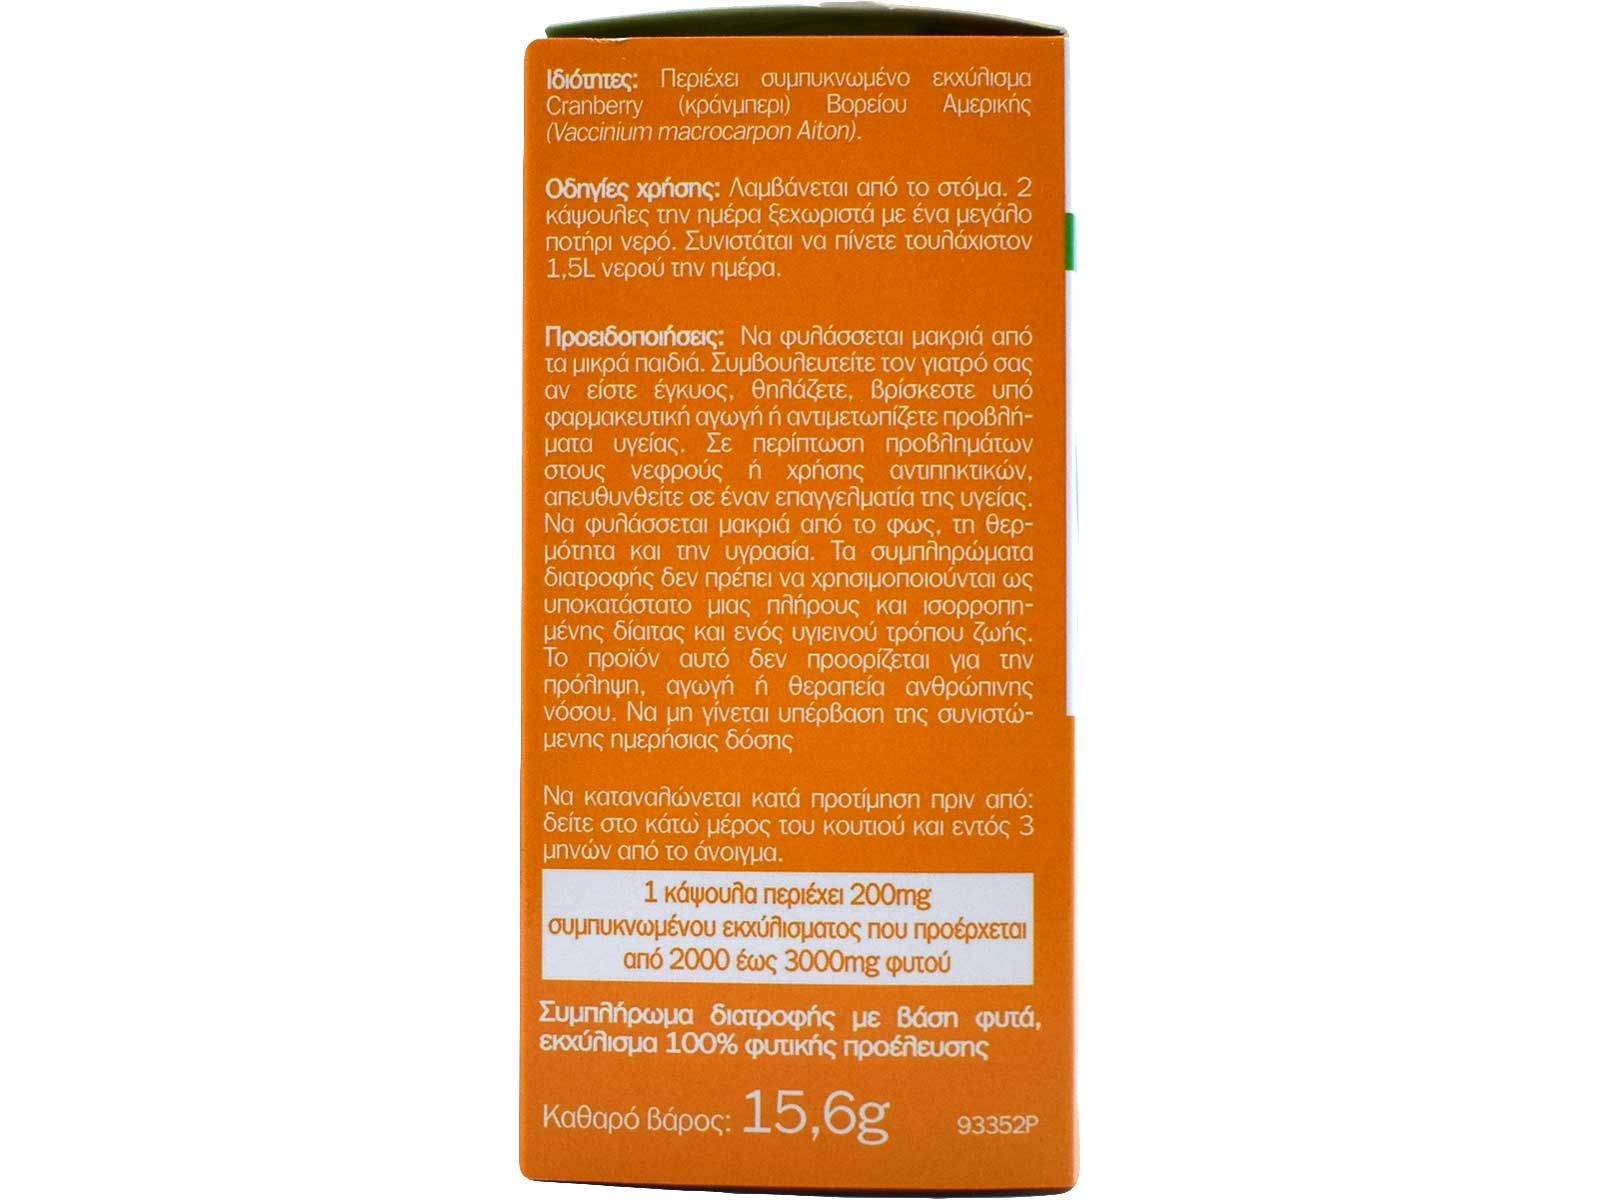 Ιδιότητες: Περιέχει συμπυκνωμένο εκχύλισμα
Cranberry (κράνμπερι) Βορείου Αμερικής
(Vaccinium macrocarpon Aiton).
Οδηγίες χρήσης: Λαμβάνεται από το στόμα. 2
κάψουλες την ημέρα ξεχωριστά με ένα μεγάλο
ποτήρι νερό. Συνιστάται να πίνετε τουλάχιστον
1,5L νερού την ημέρα.
Προειδοποιήσεις: Να φυλάσσεται μακριά από
τα μικρά παιδιά. Συμβουλευτείτε τον γιατρό σας
αν είστε έγκυος, θηλάζετε, βρίσκεστε υπό
φαρμακευτική αγωγή ή αντιμετωπίζετε προβλή-
ματα υγείας. Σε περίπτωση προβλημάτων
στους νεφρούς ή χρήσης αντιπηκτικών,
απευθυνθείτε σε έναν επαγγελματία της υγείας.
Να φυλάσσεται μακριά από το φως, τη θερ-
μότητα και την υγρασία. Τα συμπληρώματα
διατροφής δεν πρέπει να χρησιμοποιούνται ως
υποκατάστατο μιας πλήρους και ισορροπη-
μένης δίαιτας και ενός υγιεινού τρόπου ζωής.
Το προϊόν αυτό δεν προορίζεται για την
πρόληψη, αγωγή ή θεραπεία ανθρώπινης
νόσου. Να μη γίνεται υπέρβαση της συνιστώ-
μενης ημερήσιας δόσης
Να καταναλώνεται κατά προτίμηση πριν από:
δείτε στο κάτω μέρος του κουτιού και εντός 3
μηνών από το άνοιγμα.
1 κάψουλα περιέχει 200mg
συμπυκνωμένου εκχύλισματος που προέρχεται
από 2000 έως 3000mg φυτού
Συμπλήρωμα διατροφής με βάση φυτά,
εκχύλισμα 100% φυτικής προέλευσης
Καθαρό βάρος: 15,6g
93352P